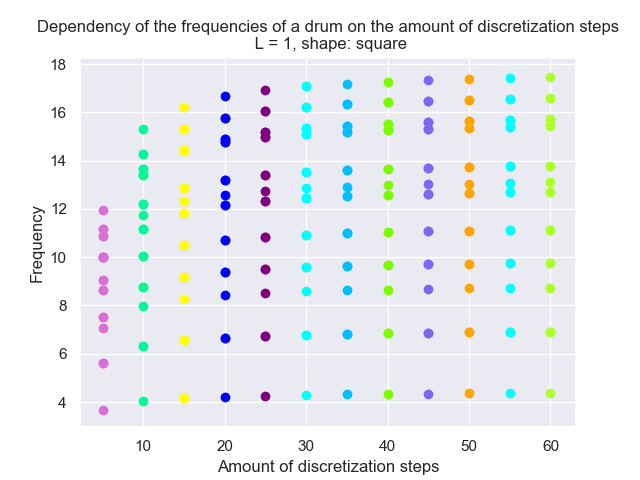 Dependency of the frequencies of a drum on the amount of discretization steps
L = 1, shape: square
18
16
14
12
10
8
6
4
Frequency
10 20 30 40 50 60
Amount of discretization steps